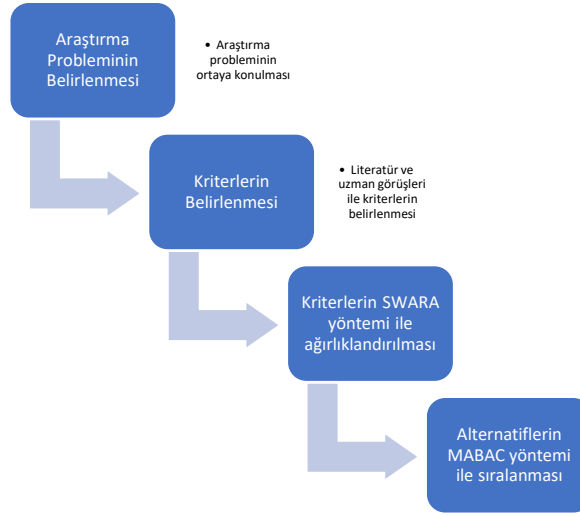 Araştırma
Probleminin
Belirlenmesi
• Araştırma
probleminin
ortaya konulması
Kriterlerin
Belirlenmesi
• Literatür ve
uzman görüşleri
ile kriterlerin
belirlenmesi
Kriterlerin SWARA
yöntemi ile
ağırlıklandırılması
Alternatiflerin
MABAC yöntemi
ile sıralanması